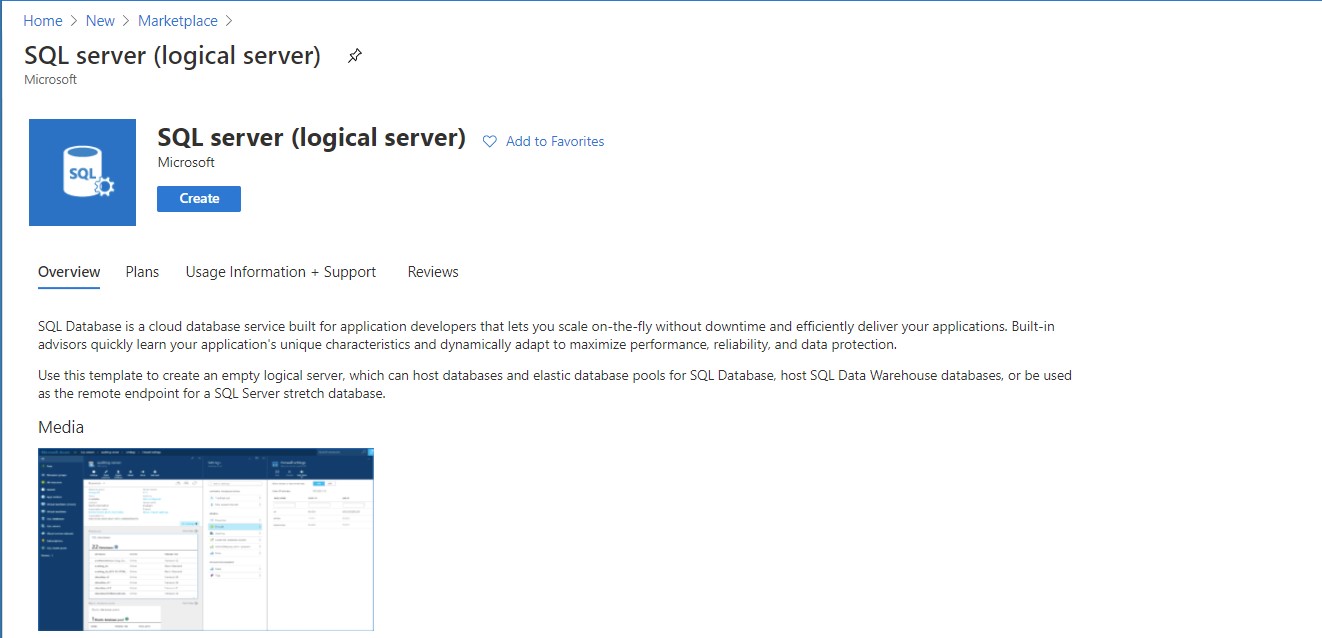 Home > New > Marketplace >
SQL server (logical server)
Microsoft
SQL
SQL server (logical server)
Add to Favorites
Microsoft
Create
Overview
Plans
Usage Information + Support
Reviews
SQL Database is a cloud database service built for application developers that lets you scale on-the-fly without downtime and efficiently deliver your applications. Built-in
advisors quickly learn your application's unique characteristics and dynamically adapt to maximize performance, reliability, and data protection.
Use this template to create an empty logical server, which can host databases and elastic database pools for SQL Database, host SQL Data Warehouse databases, or be used
as the remote endpoint for a SQL Server stretch database.
Media